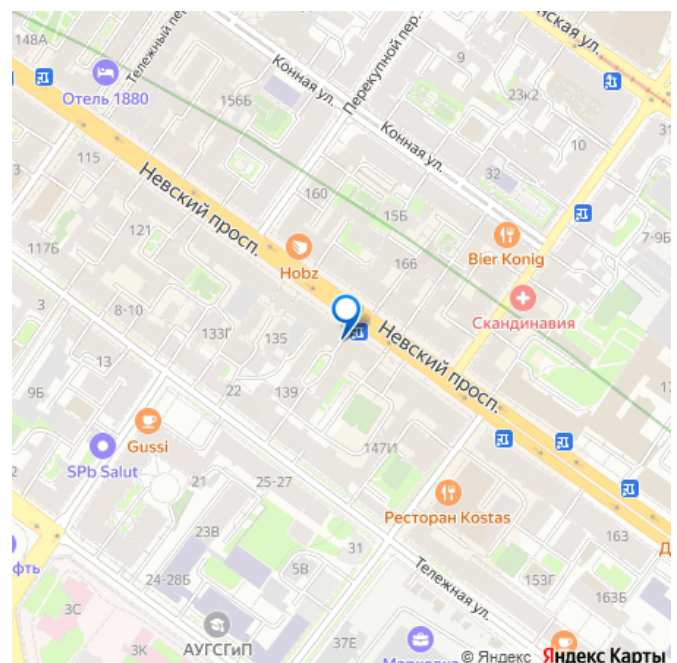 148А
Тележный пер.
Отель 1880
156Б
Конная ул.
Перекупной пер.
9
23к2
31
10
Конная ул.
32
115
Невский просп.
121
160
15Б
Bier Konig
7-9Б
117Б
Hobz
166
Скандинавия
3
8-10
133Г
135
Невский просп.
13
22
139
9Б
Gussi
147И
SPb Salut
21
25-27
Ресторан Kostas
23В
163
31
24-28Б
5В
Тележная ул.
153Г
163Б
3С
АУГСГиП
3К
37Е
© Яндекс Яндекс Карты